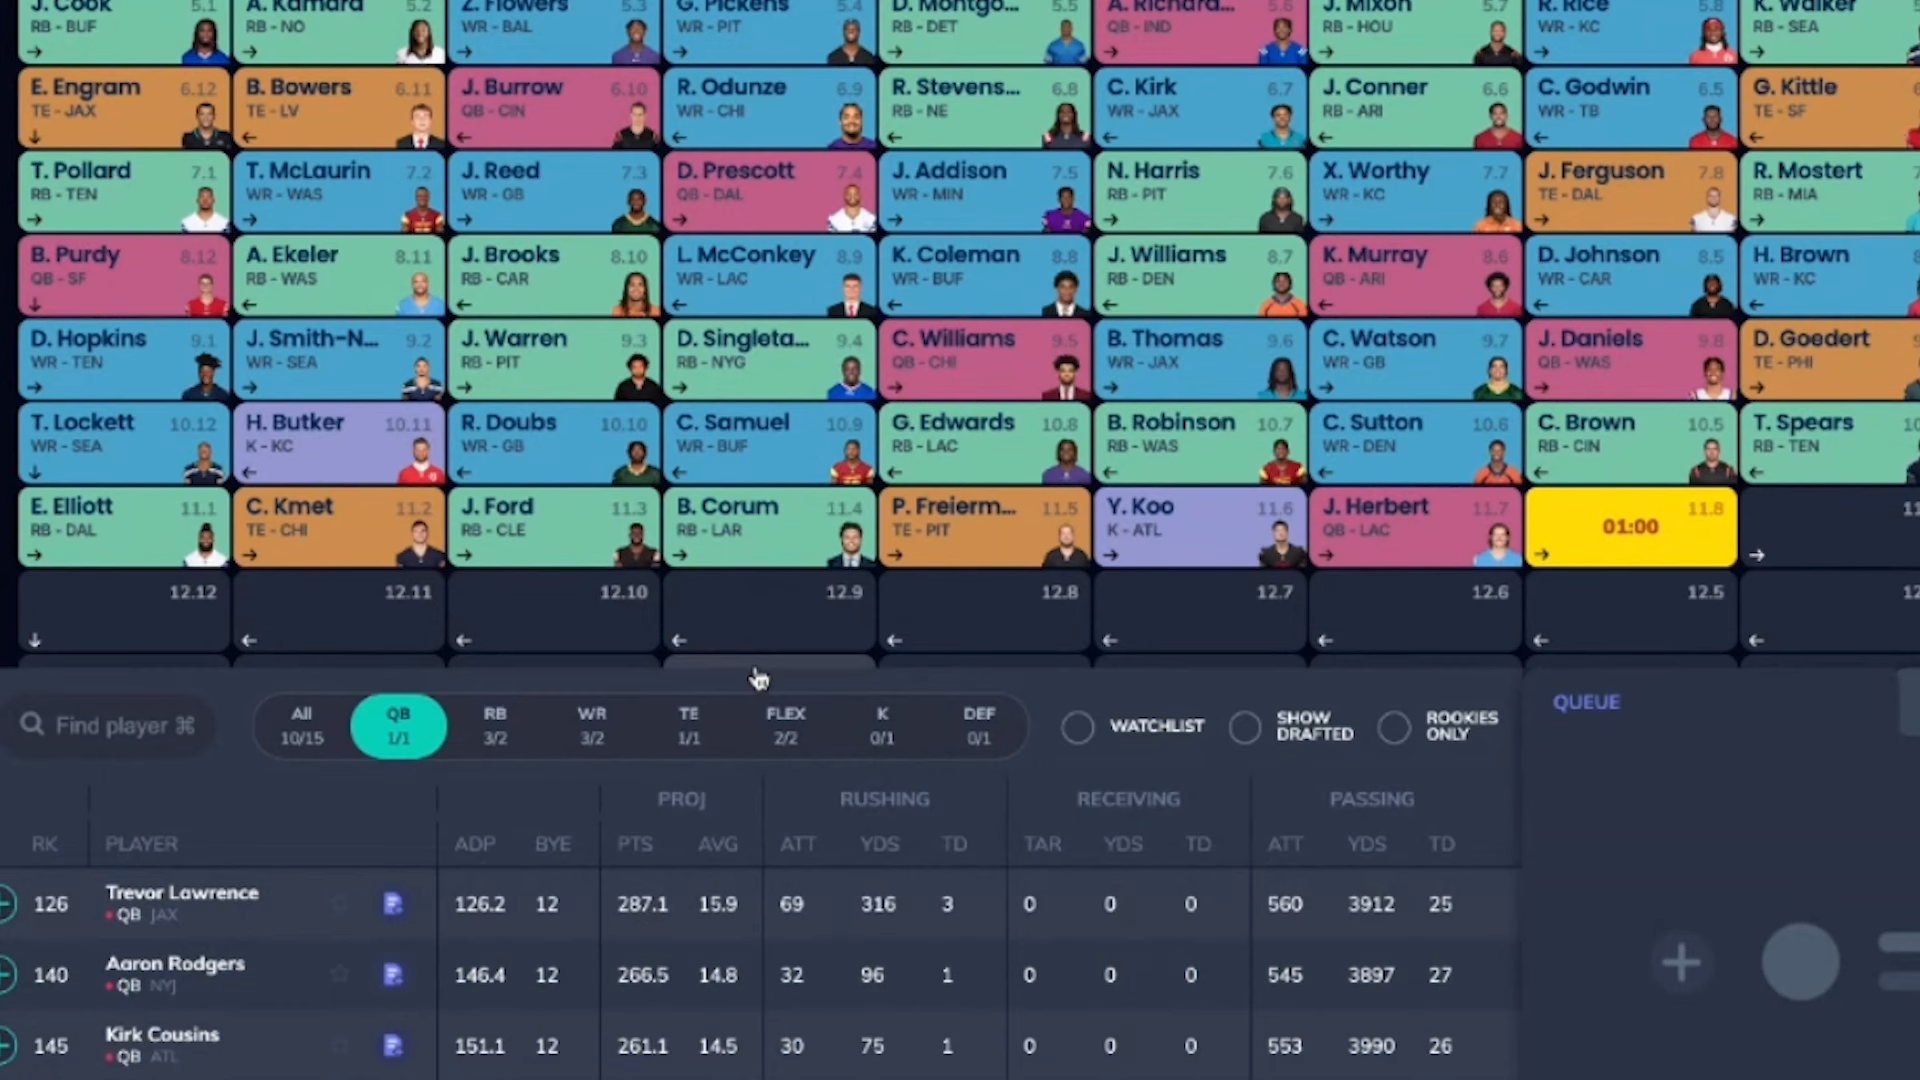 J. Cook 5.1 A. Kamara 5.2 Z. Flowers 5.3 G. Pickens 5.4 D. Montgo... 5.5 A. Richard... 5.6 J. Mixon 5.7 R. Rice 5.8 K. Walker
RB - BUF RB - NO WR - BAL WR - PIT RB - DET QB - IND RB - HOU WR - KC RB - SEA
E. Engram 6.12 B. Bowers 6.11 J. Burrow 6.10 R. Odunze 6.9 R. Stevens... 6.8 C. Kirk 6.7 J. Conner 6.6 C. Godwin 6.5 G. Kittle
TE - JAX TE - LV QB - CIN WR - CHI RB - NE WR - JAX RB - ARI WR - TB TE - SF
T. Pollard 7.1 T. McLaurin 7.2 J. Reed 7.3 D. Prescott 7.4 J. Addison 7.5 N. Harris 7.6 X. Worthy 7.7 J. Ferguson 7.8 R. Mostert
RB - TEN WR - WAS WR - GB QB - DAL WR - MIN RB - PIT WR - KC TE - DAL RB - MIA
B. Purdy 8.12 A. Ekeler 8.11 J. Brooks 8.10 L. McConkey 8.9 K. Coleman 8.8 J. Williams 8.7 K. Murray 8.6 D. Johnson 8.5 H. Brown
QB - SF RB - WAS RB - CAR WR - LAC WR - BUF RB - DEN QB - ARI WR - CAR WR - KC
D. Hopkins 9.1 J. Smith-N... 9.2 J. Warren 9.3 D. Singleta... 9.4 C. Williams 9.5 B. Thomas 9.6 C. Watson 9.7 J. Daniels 9.8 D. Goedert
WR - TEN WR - SEA RB - PIT RB - NYG QB - CHI WR - JAX WR - GB QB - WAS TE - PHI
T. Lockett 10.12 H. Butker 10.11 R. Doubs 10.10 C. Samuel 10.9 G. Edwards 10.8 B. Robinson 10.7 C. Sutton 10.6 C. Brown 10.5 T. Spears
WR - SEA K - KC WR - GB WR - BUF RB - LAC RB - WAS WR - DEN RB - CIN RB - TEN
E. Elliott 11.1 C. Kmet 11.2 J. Ford 11.3 B. Corum 11.4 P. Freierm... 11.5 Y. Koo 11.6 J. Herbert 11.7 11.8
RB - DAL TE - CHI RB - CLE RB - LAR TE - PIT K - ATL QB - LAC 01:00
12.12 12.11 12.10 12.9 12.8 12.7 12.6 12.5
Find player ⌘ All QB RB WR TE FLEX K DEF WATCHLIST SHOW DRAFTED ROOKIES ONLY QUEUE
10/15 1/1 3/2 3/2 1/1 2/2 0/1 0/1
PROJ RUSHING RECEIVING PASSING
RK PLAYER ADP BYE PTS AVG ATT YDS TD TAR YDS TD ATT YDS TD
126 Trevor Lawrence 126.2 12 287.1 15.9 69 316 3 0 0 0 560 3912 25
QB JAX
140 Aaron Rodgers 146.4 12 266.5 14.8 32 96 1 0 0 0 545 3897 27
QB NYJ
145 Kirk Cousins 151.1 12 261.1 14.5 30 75 1 0 0 0 553 3990 26
QB ATL